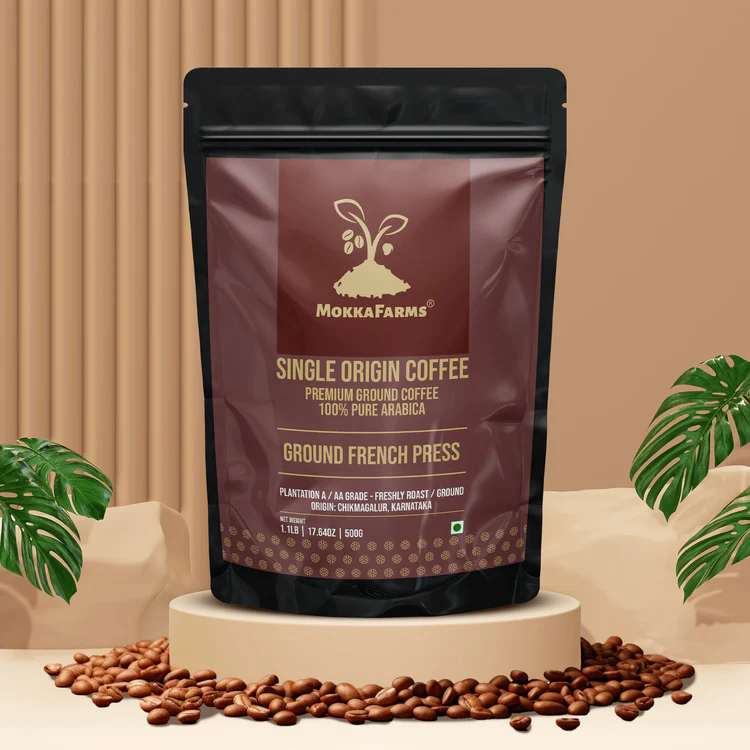 MOKKAFARMS®
SINGLE ORIGIN COFFEE
PREMIUM GROUND COFFEE
100% PURE ARABICA
GROUND FRENCH PRESS
PLANTATION A / AA GRADE - FRESHLY ROAST / GROUND
ORIGIN: CHIKMAGALUR, KARNATAKA
NET WEIGHT
1.1LB | 17.64OZ | 500G